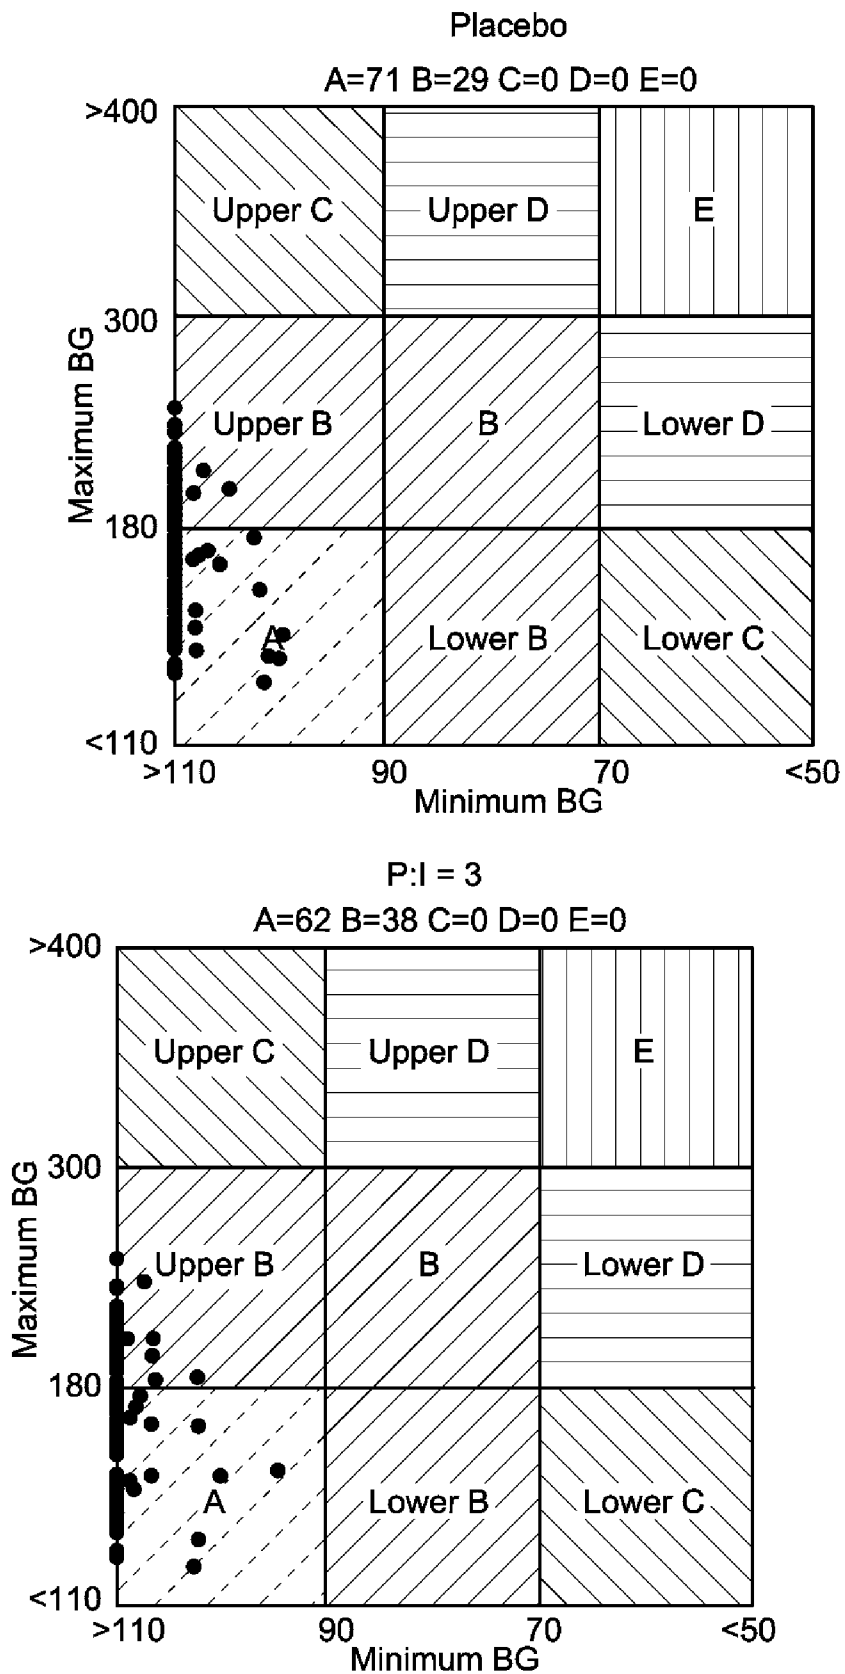 Placebo
A=71 B=29 C=0 D=0 E=0
>400
Upper C
Upper D
E
300
Maximum BG
Upper B
B
Lower D
180
A
Lower B
Lower C
<110
>110
90
70
<50
Minimum BG
P:I = 3
A=62 B=38 C=0 D=0 E=0
>400
Upper C
Upper D
E
300
Maximum BG
Upper B
B
Lower D
180
A
Lower B
Lower C
<110
>110
90
70
<50
Minimum BG